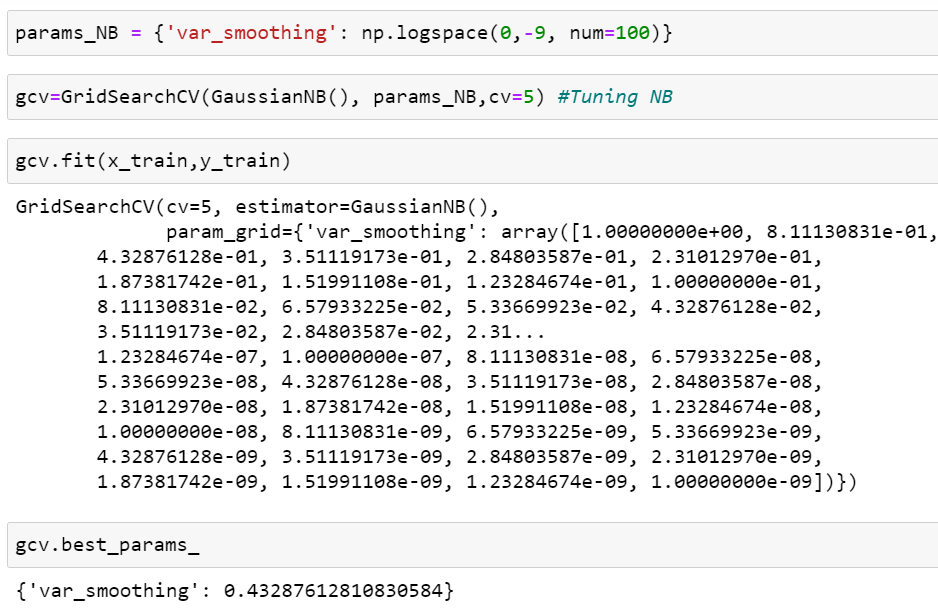 params_NB = {'var_smoothing': np.logspace(0,-9, num=100)}
gcv=GridSearchCV(GaussianNB(), params_NB,cv=5) #Tuning NB
gcv.fit(x_train,y_train)
GridSearchCV(cv=5, estimator=GaussianNB(),
param_grid={'var_smoothing': array([1.00000000e+00, 8.11130831e-01,
4.32876128e-01, 3.51119173e-01, 2.84803587e-01, 2.31012970e-01,
1.87381742e-01, 1.51991108e-01, 1.23284674e-01, 1.00000000e-01,
8.11130831e-02, 6.57933225e-02, 5.33669923e-02, 4.32876128e-02,
3.51119173e-02, 2.84803587e-02, 2.31...
1.23284674e-07, 1.00000000e-07, 8.11130831e-08, 6.57933225e-08,
5.33669923e-08, 4.32876128e-08, 3.51119173e-08, 2.84803587e-08,
2.31012970e-08, 1.87381742e-08, 1.51991108e-08, 1.23284674e-08,
1.00000000e-08, 8.11130831e-09, 6.57933225e-09, 5.33669923e-09,
4.32876128e-09, 3.51119173e-09, 2.84803587e-09, 2.31012970e-09,
1.87381742e-09, 1.51991108e-09, 1.23284674e-09, 1.00000000e-09])})
gcv.best_params_
{'var_smoothing': 0.43287612810830584}